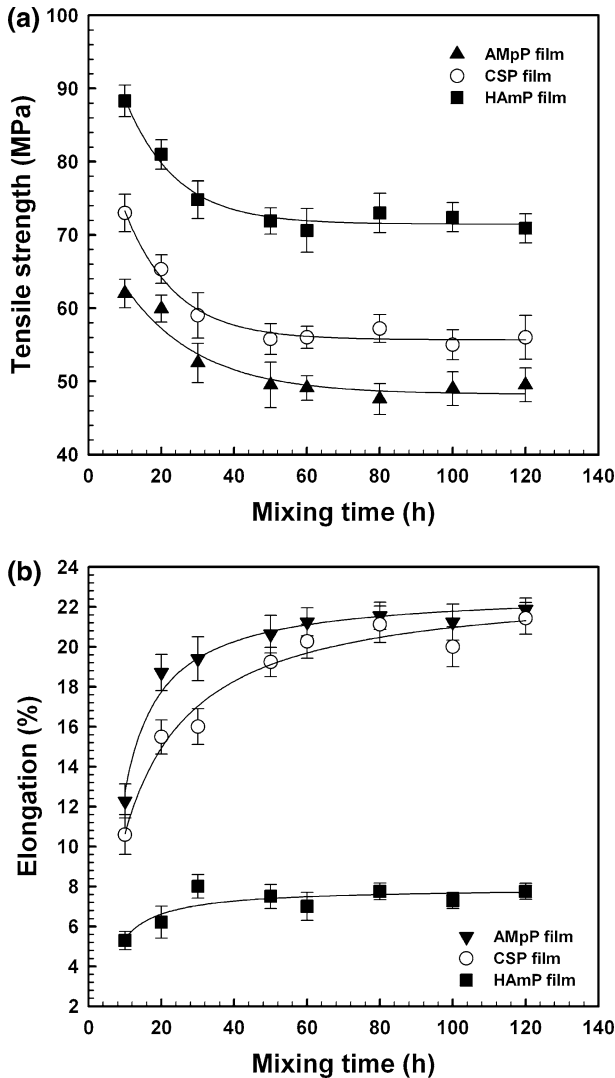 (a)
100
90
80
70
60
50
40
Tensile strength (MPa)
AMpP film
CSP film
HAmP film
0 20 40 60 80 100 120 140
Mixing time (h)
(b)
24
22
20
18
16
14
12
10
8
6
4
2
Elongation (%)
AMpP film
CSP film
HAmP film
0 20 40 60 80 100 120 140
Mixing time (h)